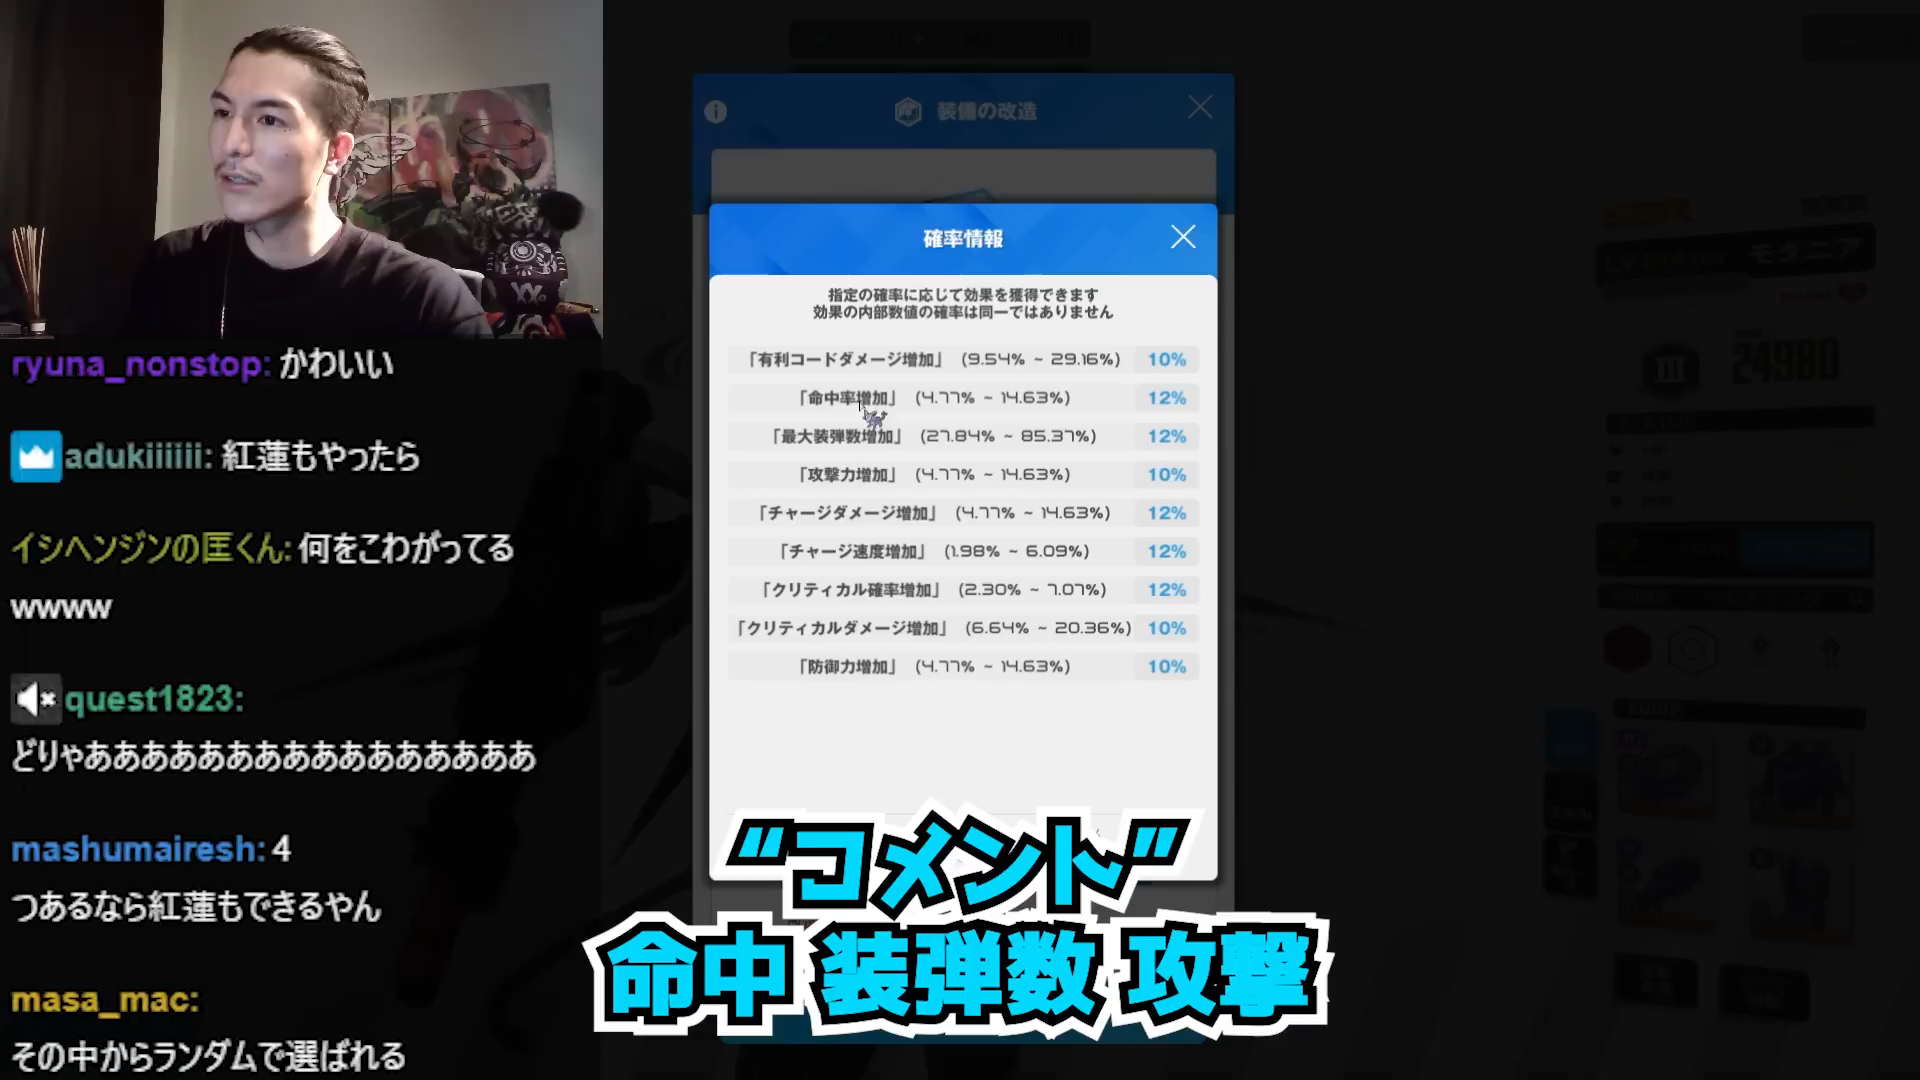 ryuna_nonstop: かわいい
adukiiiiii: 紅蓮もやったら
イシヘンジンの匡くん: 何をこわがってる
wwww
quest1823:
どりゃああああああああああああああああ
mashumairesh: 4
つあるなら紅蓮もできるやん
masa_mac:
その中からランダムで選ばれる
装備の改造
確率情報
指定の確率に応じて効果を獲得できます
効果の内部数値の確率は同一ではありません
「有利コードダメージ増加」 (9.54% ~ 29.16%) 10%
「命中率増加」 (4.77% ~ 14.63%) 12%
「最大装弾数増加」 (27.84% ~ 85.37%) 12%
「攻撃力増加」 (4.77% ~ 14.63%) 10%
「チャージダメージ増加」 (4.77% ~ 14.63%) 12%
「チャージ速度増加」 (1.98% ~ 6.09%) 12%
「クリティカル確率増加」 (2.30% ~ 7.07%) 12%
「クリティカルダメージ増加」 (6.64% ~ 20.36%) 10%
「防御力増加」 (4.77% ~ 14.63%) 10%
“コメント”
命中 装弾数 攻撃
モダニア
24980